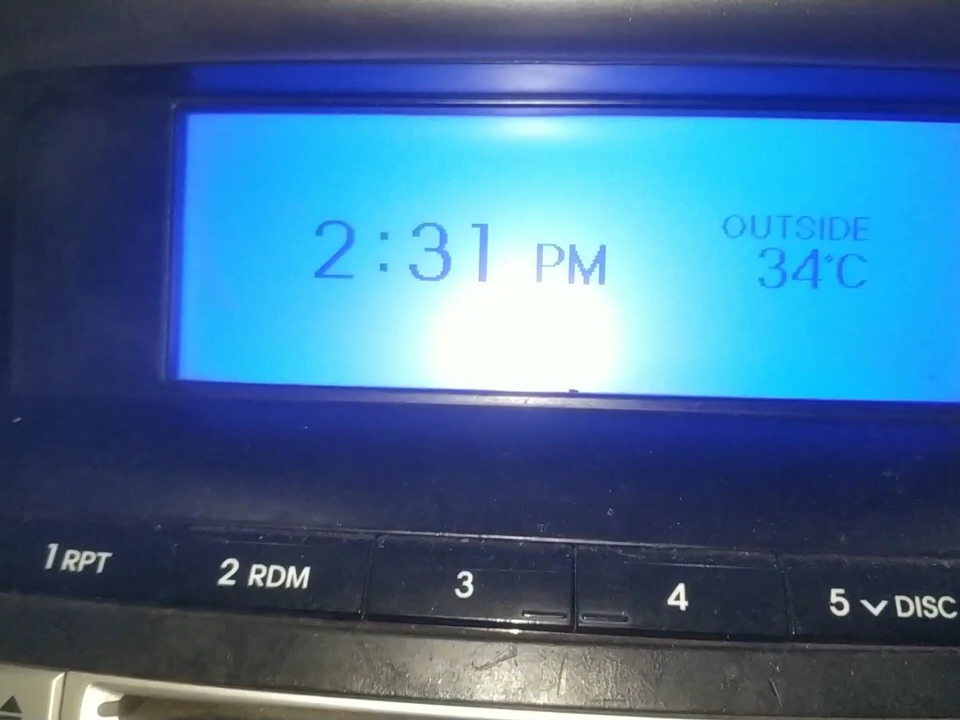 2:31 PM
OUTSIDE
34°C
1 RPT
2 RDM
3
4
5 DISC